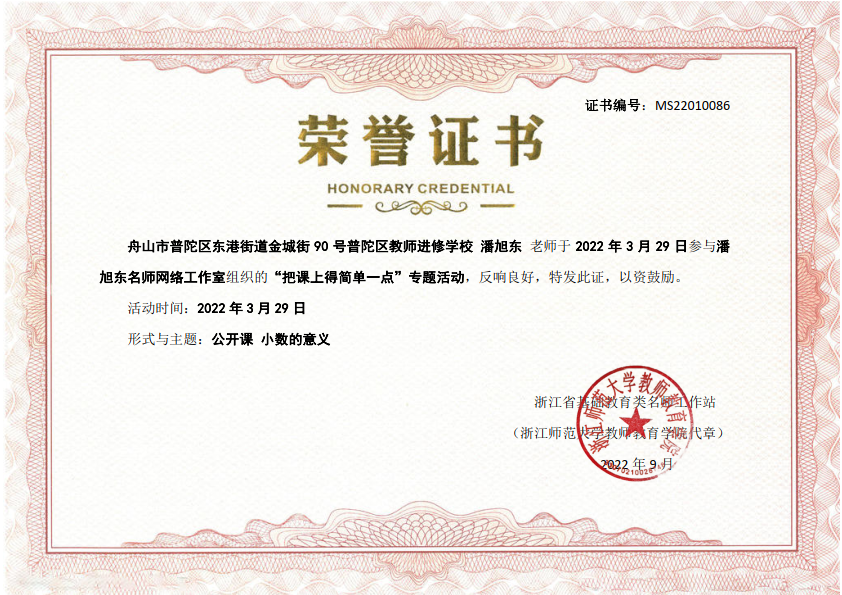 证书编号：MS22010086
荣誉证书
HONORARY CREDENTIAL
舟山市普陀区东港街道金城街 90 号普陀区教师进修学校 潘旭东 老师于 2022 年 3 月 29 日参与潘
旭东名师网络工作室组织的“把课上得简单一点”专题活动，反响良好，特发此证，以资鼓励。
活动时间：2022 年 3 月 29 日
形式与主题：公开课 小数的意义
浙江省基础教育类名师工作站
（浙江师范大学教师教育学院代章）
2022 年 9 月
浙江师范大学教师教育学院